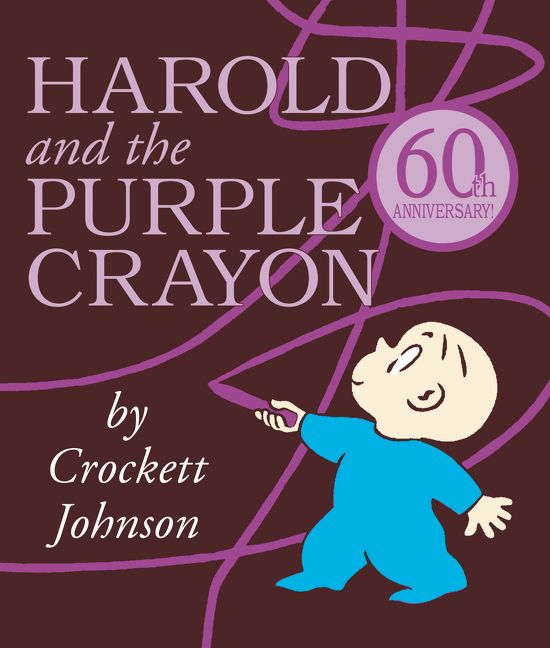 HAROLD
and the
PURPLE
CRAYON
60th
ANNIVERSARY!
by
Crockett
Johnson